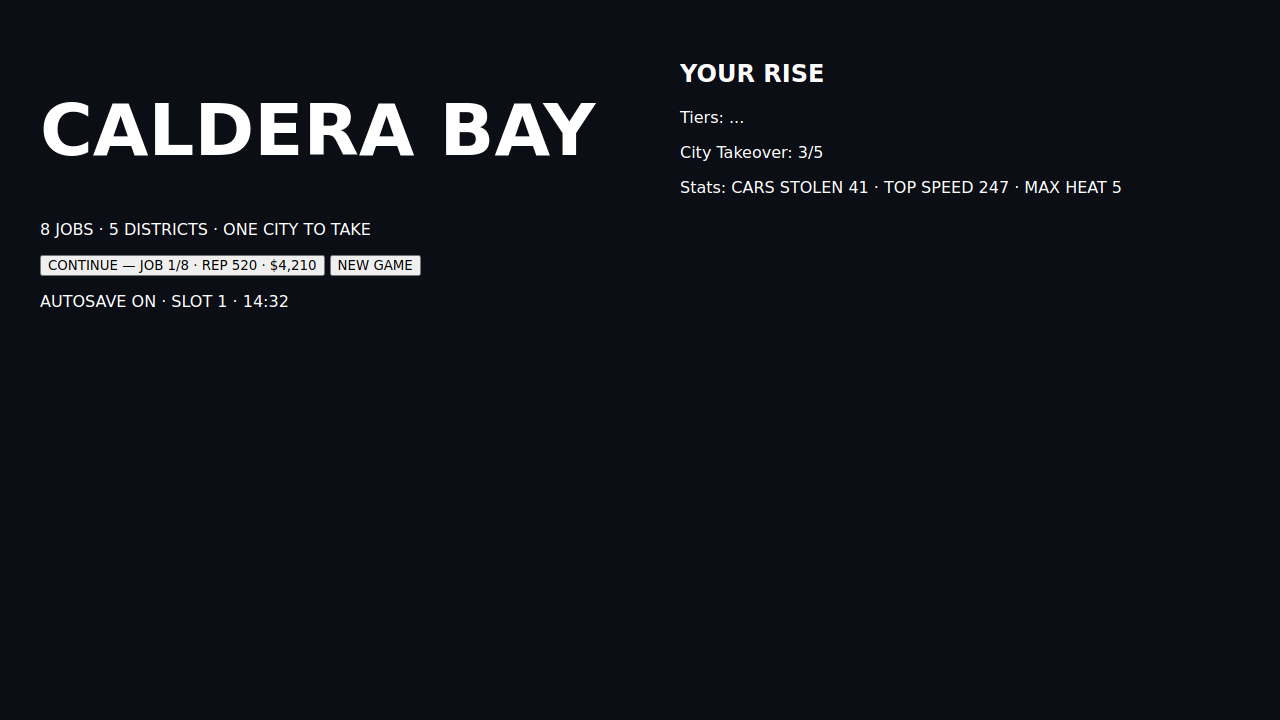 CALDERA BAY
8 JOBS · 5 DISTRICTS · ONE CITY TO TAKE
CONTINUE — JOB 1/8 · REP 520 · $4,210
NEW GAME
AUTOSAVE ON · SLOT 1 · 14:32
YOUR RISE
Tiers: ...
City Takeover: 3/5
Stats: CARS STOLEN 41 · TOP SPEED 247 · MAX HEAT 5